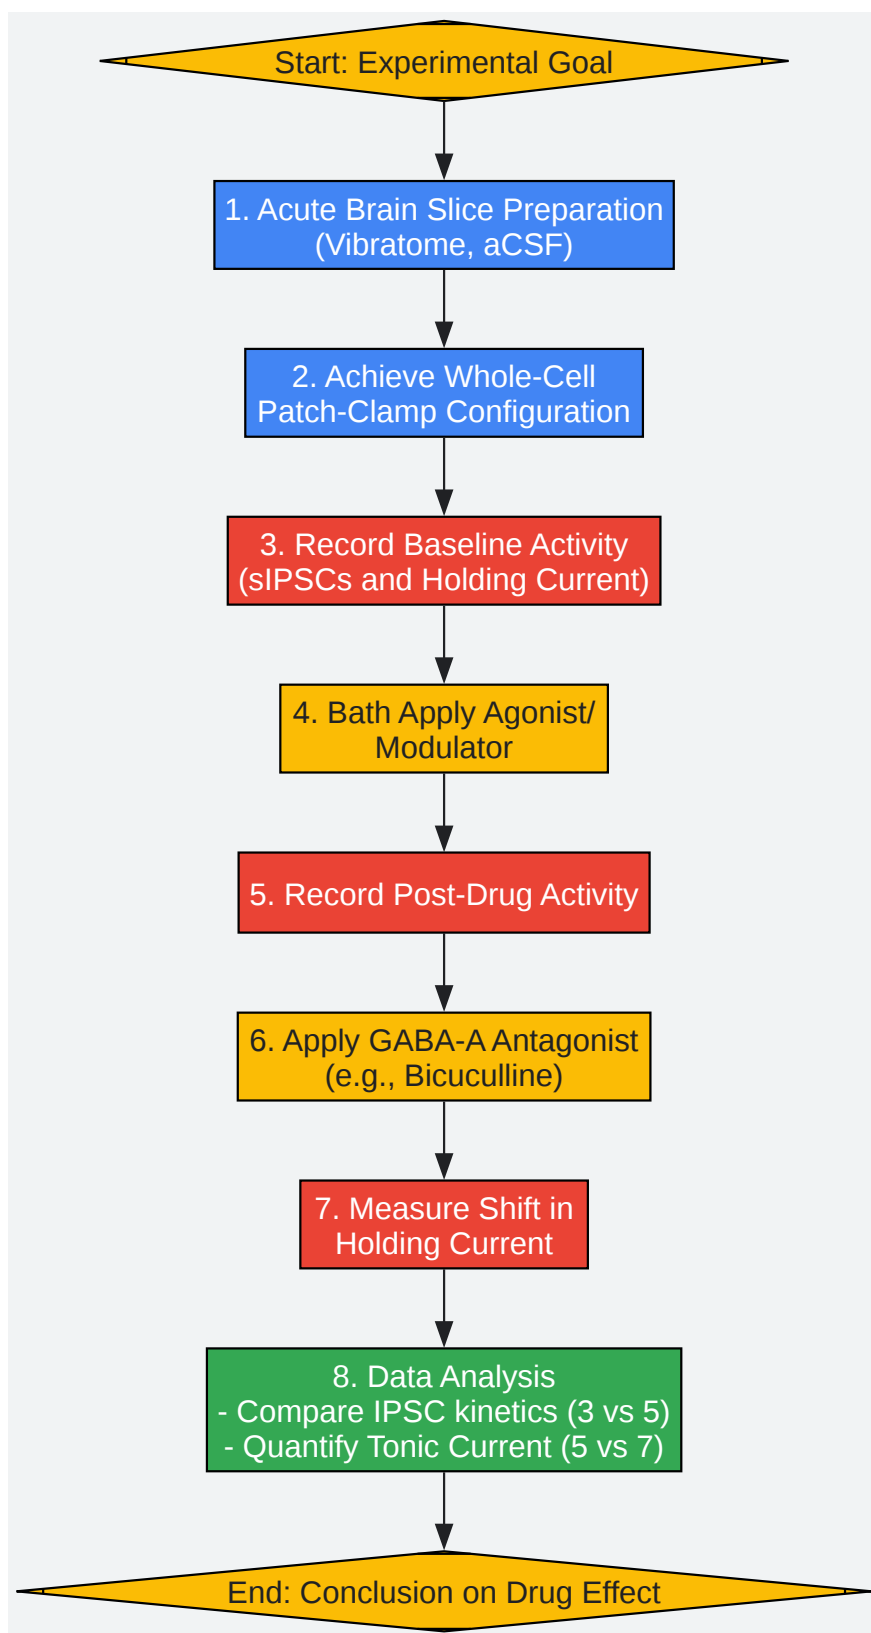 Start: Experimental Goal
1. Acute Brain Slice Preparation
(Vibratome, aCSF)
2. Achieve Whole-Cell
Patch-Clamp Configuration
3. Record Baseline Activity
(sIPSCs and Holding Current)
4. Bath Apply Agonist/
Modulator
5. Record Post-Drug Activity
6. Apply GABA-A Antagonist
(e.g., Bicuculline)
7. Measure Shift in
Holding Current
8. Data Analysis
- Compare IPSC kinetics (3 vs 5)
- Quantify Tonic Current (5 vs 7)
End: Conclusion on Drug Effect